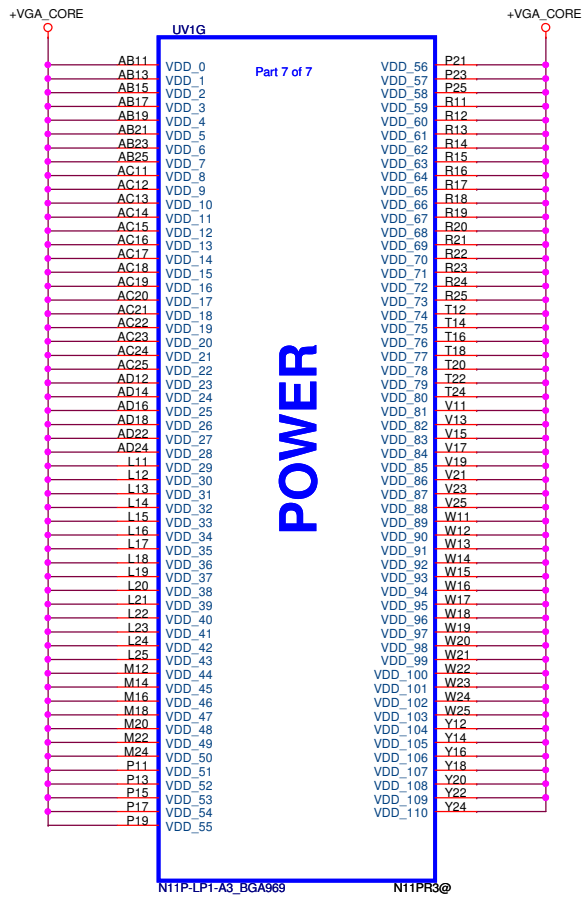 +VGA_CORE
+VGA_CORE
UV1G
Part 7 of 7
AB11 VDD_0
AB13 VDD_1
AB15 VDD_2
AB17 VDD_3
AB19 VDD_4
AB21 VDD_5
AB23 VDD_6
AB25 VDD_7
AC11 VDD_8
AC12 VDD_9
AC13 VDD_10
AC14 VDD_11
AC15 VDD_12
AC16 VDD_13
AC17 VDD_14
AC18 VDD_15
AC19 VDD_16
AC20 VDD_17
AC21 VDD_18
AC22 VDD_19
AC23 VDD_20
AC24 VDD_21
AC25 VDD_22
AD12 VDD_23
AD14 VDD_24
AD16 VDD_25
AD18 VDD_26
AD22 VDD_27
AD24 VDD_28
L11 VDD_29
L12 VDD_30
L13 VDD_31
L14 VDD_32
L15 VDD_33
L16 VDD_34
L17 VDD_35
L18 VDD_36
L19 VDD_37
L20 VDD_38
L21 VDD_39
L22 VDD_40
L23 VDD_41
L24 VDD_42
L25 VDD_43
M12 VDD_44
M14 VDD_45
M16 VDD_46
M18 VDD_47
M20 VDD_48
M22 VDD_49
M24 VDD_50
P11 VDD_51
P13 VDD_52
P15 VDD_53
P17 VDD_54
P19 VDD_55
POWER
VDD_56 P21
VDD_57 P23
VDD_58 P25
VDD_59 R11
VDD_60 R12
VDD_61 R13
VDD_62 R14
VDD_63 R15
VDD_64 R16
VDD_65 R17
VDD_66 R18
VDD_67 R19
VDD_68 R20
VDD_69 R21
VDD_70 R22
VDD_71 R23
VDD_72 R24
VDD_73 R25
VDD_74 T12
VDD_75 T14
VDD_76 T16
VDD_77 T18
VDD_78 T20
VDD_79 T22
VDD_80 T24
VDD_81 V11
VDD_82 V13
VDD_83 V15
VDD_84 V17
VDD_85 V19
VDD_86 V21
VDD_87 V23
VDD_88 V25
VDD_89 W11
VDD_90 W12
VDD_91 W13
VDD_92 W14
VDD_93 W15
VDD_94 W16
VDD_95 W17
VDD_96 W18
VDD_97 W19
VDD_98 W20
VDD_99 W21
VDD_100 W22
VDD_101 W23
VDD_102 W24
VDD_103 W25
VDD_104 Y12
VDD_105 Y14
VDD_106 Y16
VDD_107 Y18
VDD_108 Y20
VDD_109 Y22
VDD_110 Y24
N11P-LP1-A3_BGA969
N11PR3@